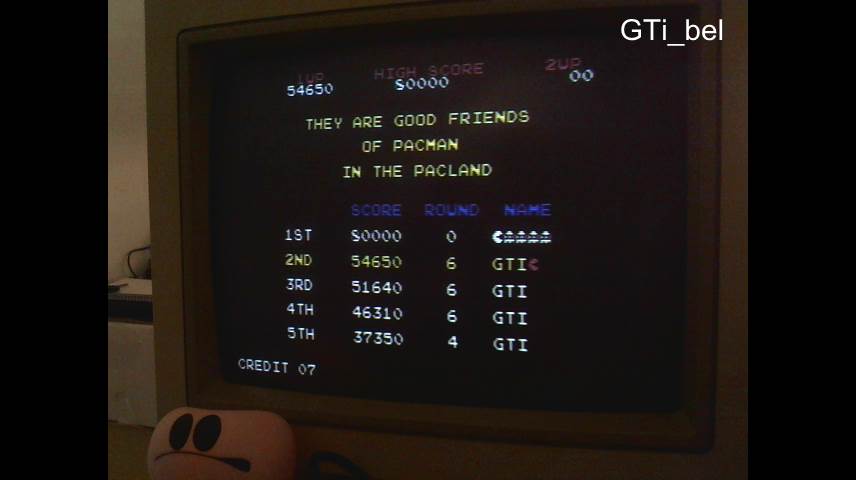 GTi_bel
1UP HIGH SCORE 2UP
54650 S0000 00
THEY ARE GOOD FRIENDS
OF PACMAN
IN THE PACLAND
SCORE ROUND NAME
1ST S0000 0
2ND 54650 6 GTI
3RD 51640 6 GTI
4TH 46310 6 GTI
5TH 37350 4 GTI
CREDIT 07